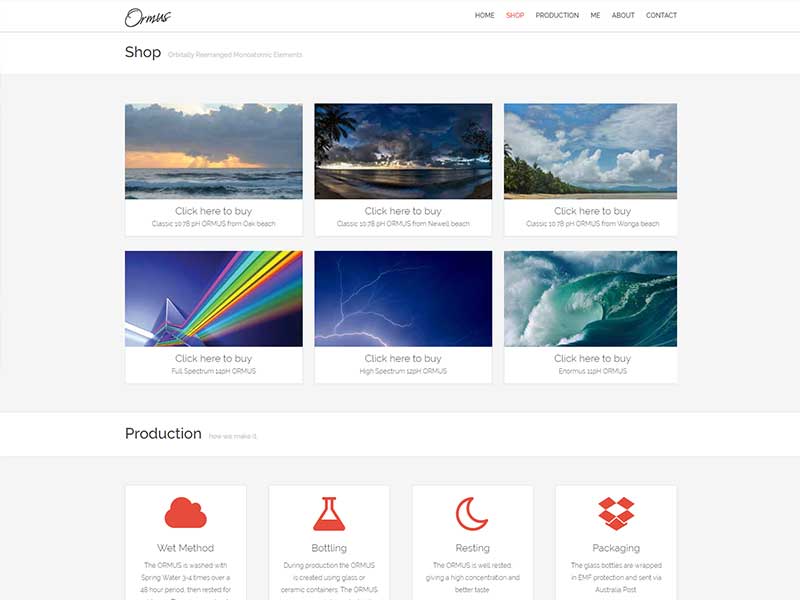 Ormus
HOME SHOP PRODUCTION ME ABOUT CONTACT
Shop Orbitally Rearranged Monoatomic Elements
Click here to buy
Classic 10.78 pH ORMUS from Oak beach
Click here to buy
Classic 10.78 pH ORMUS from Newell beach
Click here to buy
Classic 10.78 pH ORMUS from Wonga beach
Click here to buy
Full Spectrum 14pH ORMUS
Click here to buy
High Spectrum 12pH ORMUS
Click here to buy
Enormus 11pH ORMUS
Production how we make it.
Wet Method
The ORMUS is washed with
Spring Water 3-4 times over a
48 hour period, then rested for
Bottling
During production the ORMUS
is created using glass or
ceramic containers. The ORMUS
Resting
The ORMUS is well rested,
giving a high concentration and
better taste
Packaging
The glass bottles are wrapped
in EMF protection and sent via
Australia Post